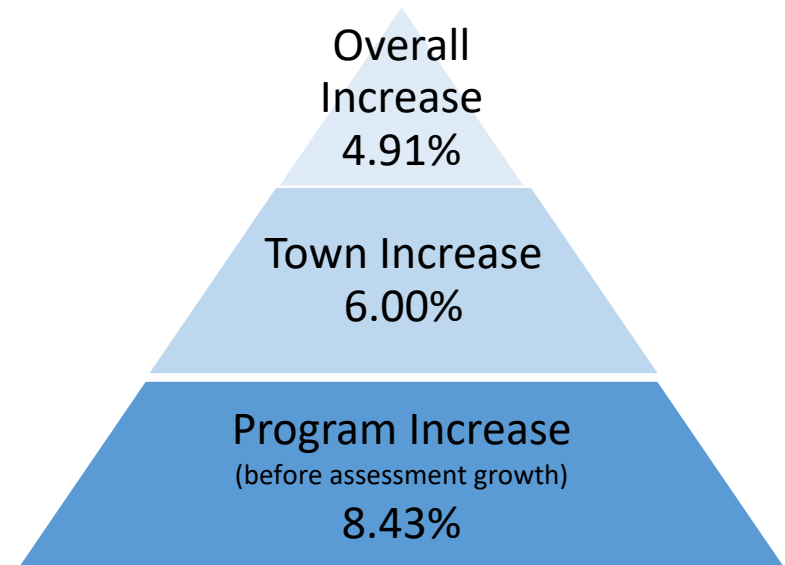 Overall
Increase
4.91%
Town Increase
6.00%
Program Increase
(before assessment growth)
8.43%